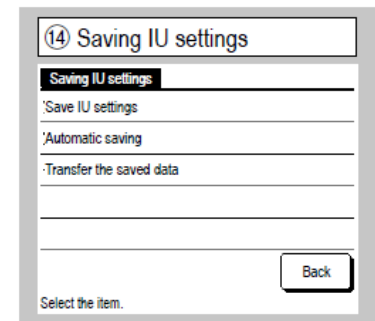 ⑭ Saving IU settings
Saving IU settings
·Save IU settings
·Automatic saving
·Transfer the saved data
Back
Select the item.